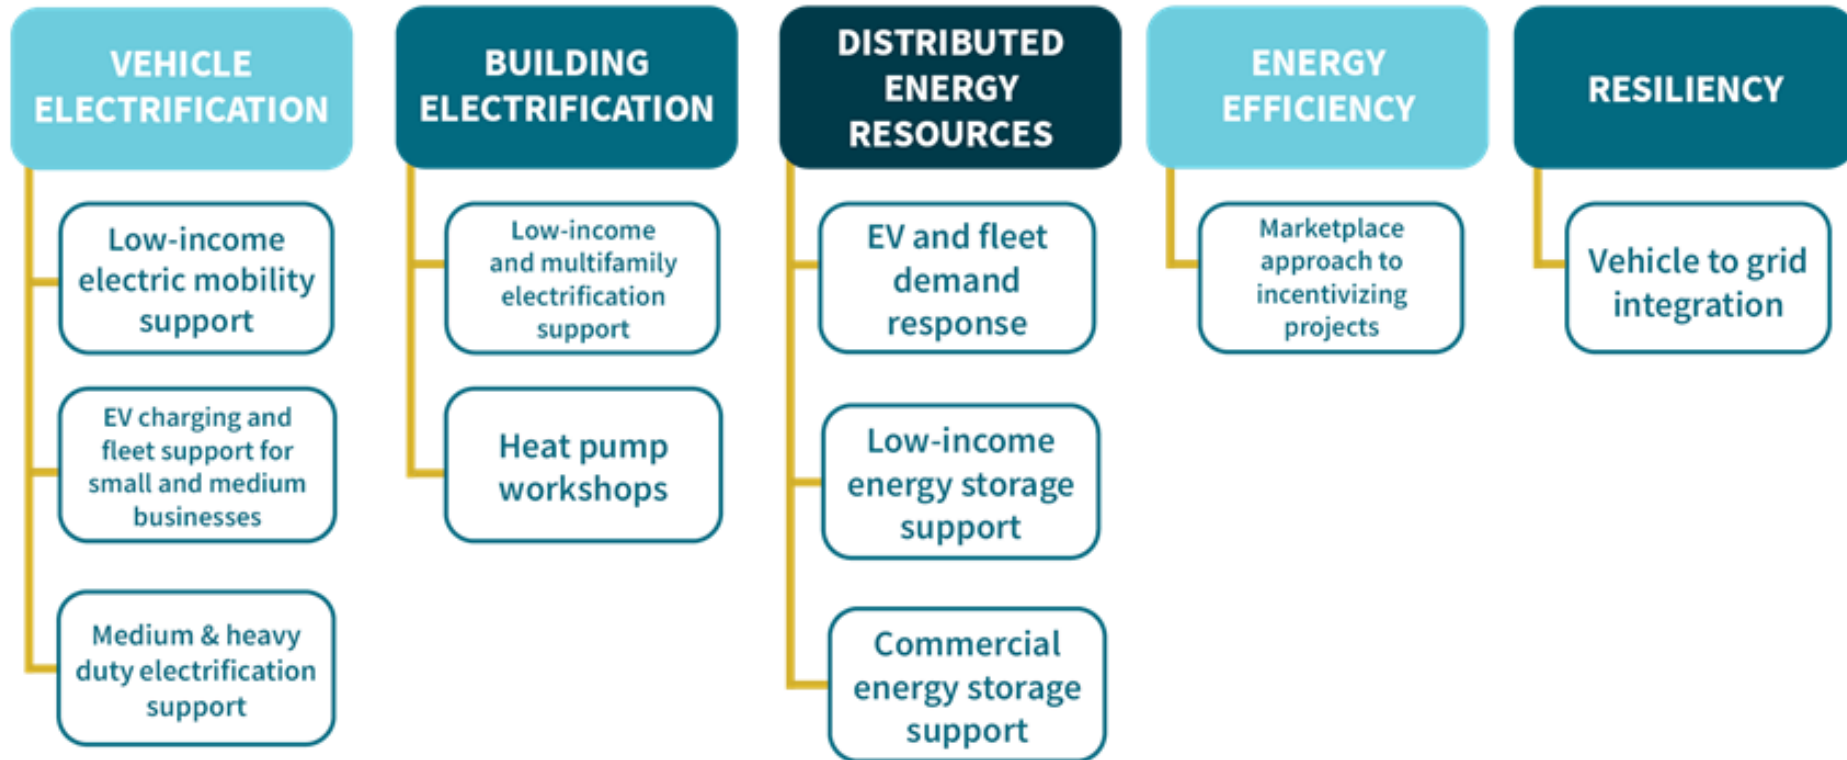 VEHICLE
ELECTRIFICATION
Low-income
electric mobility
support
EV charging and
fleet support for
small and medium
businesses
Medium & heavy
duty electrification
support
BUILDING
ELECTRIFICATION
Low-income
and multifamily
electrification
support
Heat pump
workshops
DISTRIBUTED
ENERGY
RESOURCES
EV and fleet
demand
response
Low-income
energy storage
support
Commercial
energy storage
support
ENERGY
EFFICIENCY
Marketplace
approach to
incentivizing
projects
RESILIENCY
Vehicle to grid
integration